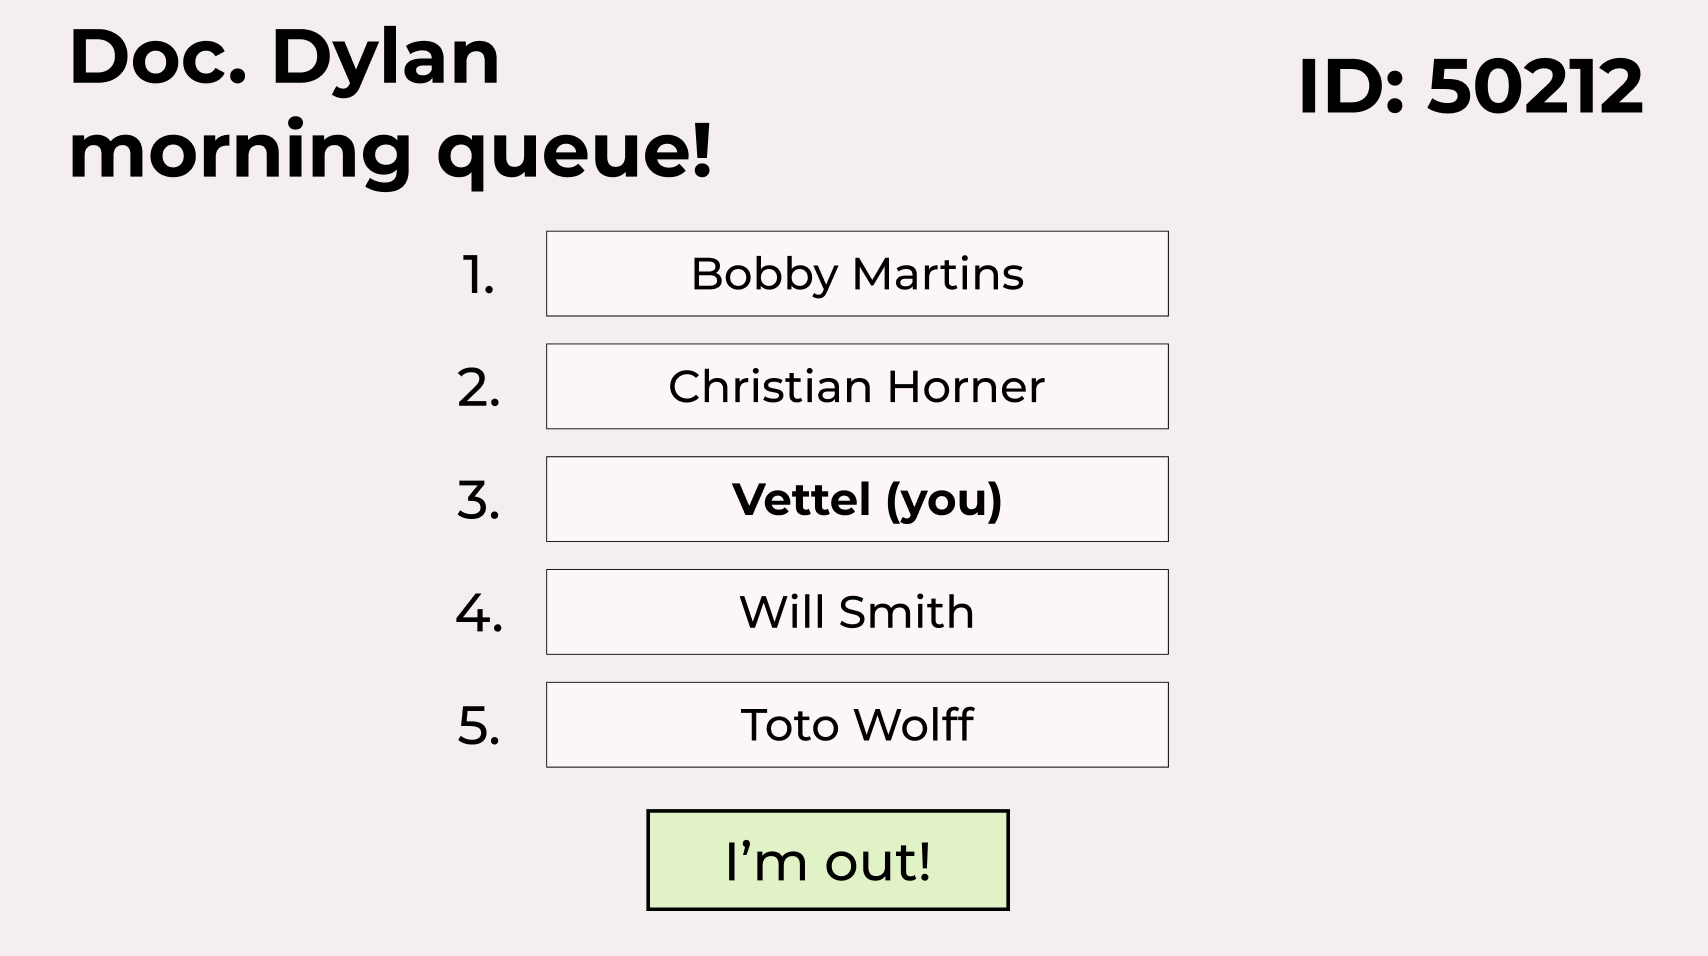 Doc. Dylan
morning queue!
ID: 50212
1. Bobby Martins
2. Christian Horner
3. Vettel (you)
4. Will Smith
5. Toto Wolff
I’m out!